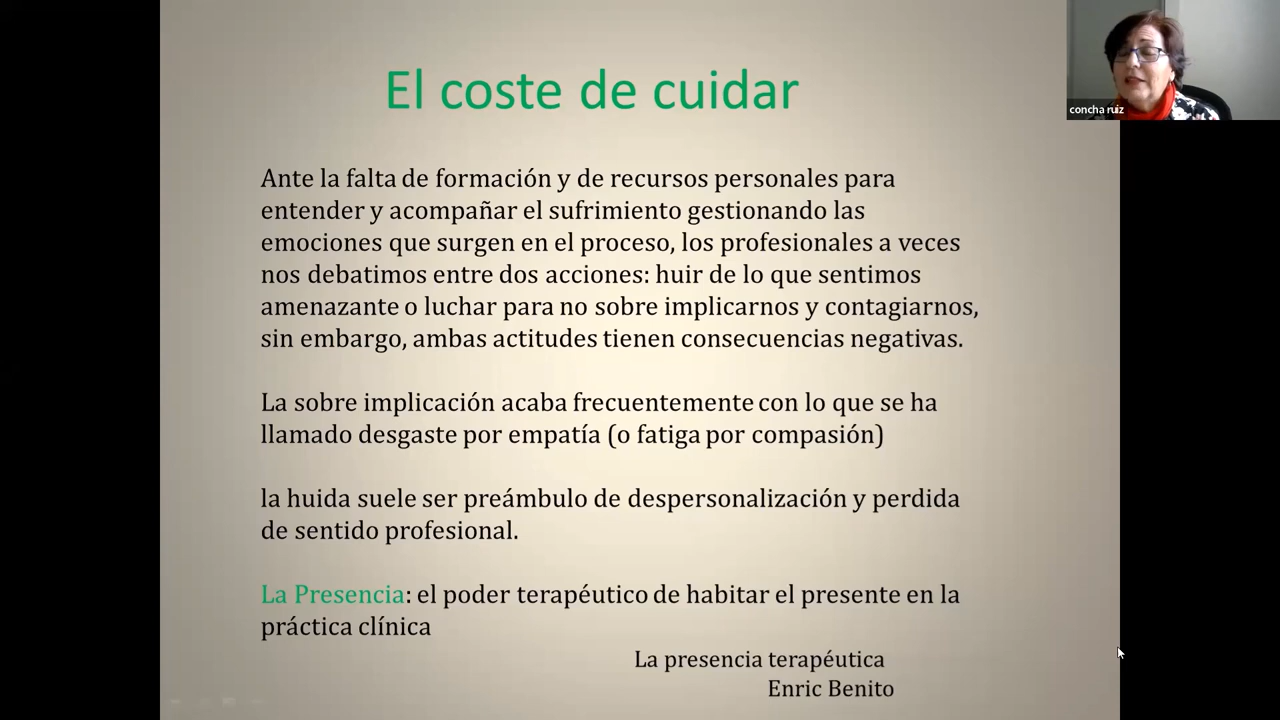 El coste de cuidar
concha ruiz
Ante la falta de formación y de recursos personales para
entender y acompañar el sufrimiento gestionando las
emociones que surgen en el proceso, los profesionales a veces
nos debatimos entre dos acciones: huir de lo que sentimos
amenazante o luchar para no sobre implicarnos y contagiarnos,
sin embargo, ambas actitudes tienen consecuencias negativas.
La sobre implicación acaba frecuentemente con lo que se ha
llamado desgaste por empatía (o fatiga por compasión)
la huida suele ser preámbulo de despersonalización y perdida
de sentido profesional.
La Presencia: el poder terapéutico de habitar el presente en la
práctica clínica
La presencia terapéutica
Enric Benito